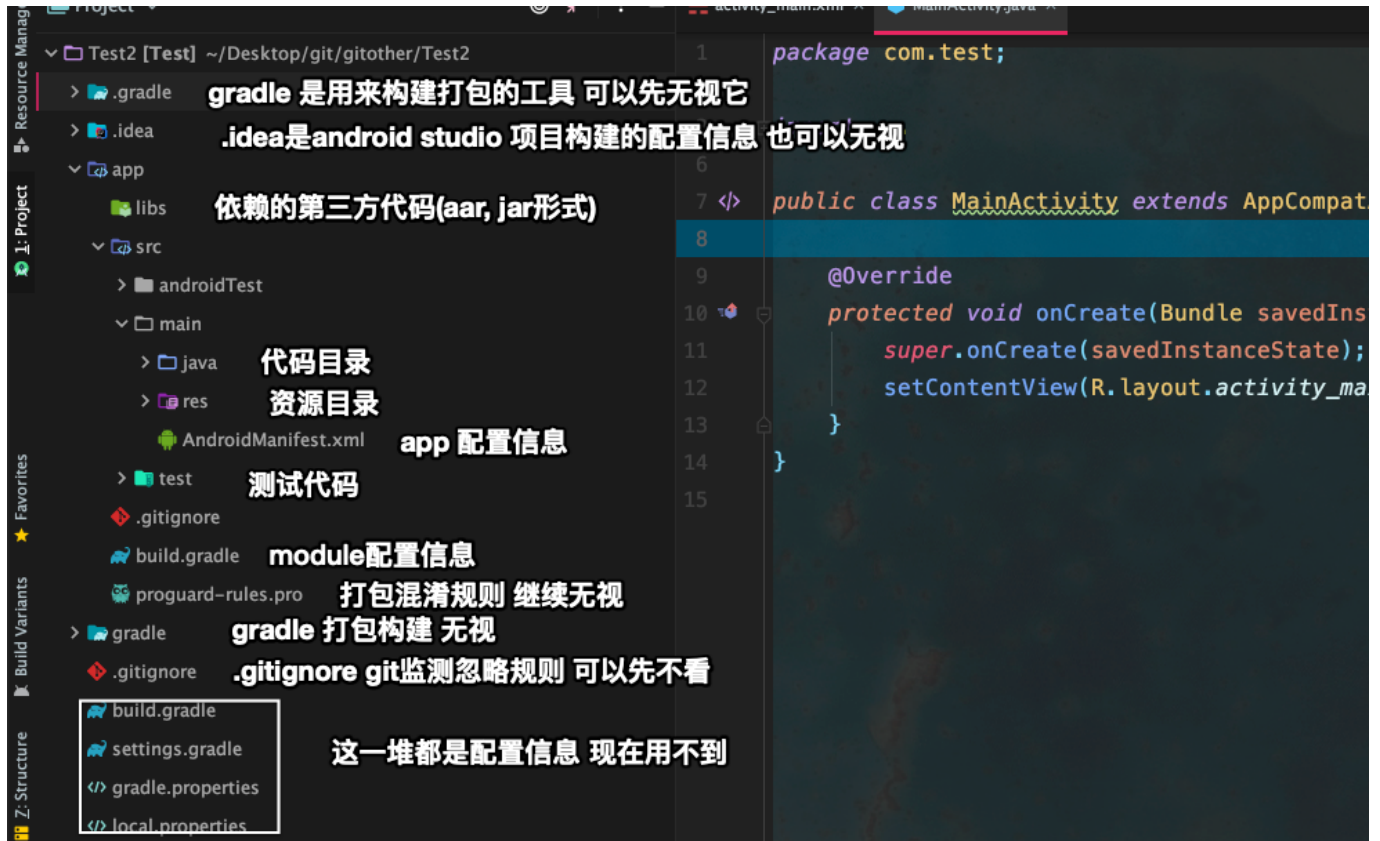 Project
activity_main.xml
MainActivity.java
Resource Manag
1: Project
Favorites
Build Variants
Z: Structure
Test2 [Test] ~/Desktop/git/gitother/Test2
.gradle gradle 是用来构建打包的工具 可以先无视它
.idea .idea是android studio 项目构建的配置信息 也可以无视
app
libs 依赖的第三方代码(aar, jar形式)
src
androidTest
main
java 代码目录
res 资源目录
AndroidManifest.xml app 配置信息
test 测试代码
.gitignore
build.gradle module配置信息
proguard-rules.pro 打包混淆规则 继续无视
gradle gradle 打包构建 无视
.gitignore .gitignore git监测忽略规则 可以先不看
build.gradle
settings.gradle 这一堆都是配置信息 现在用不到
gradle.properties
local.properties
1 package com.test;
6
7 public class MainActivity extends AppCompat
8
9 @Override
10 protected void onCreate(Bundle savedIns
11 super.onCreate(savedInstanceState);
12 setContentView(R.layout.activity_ma
13 }
14 }
15